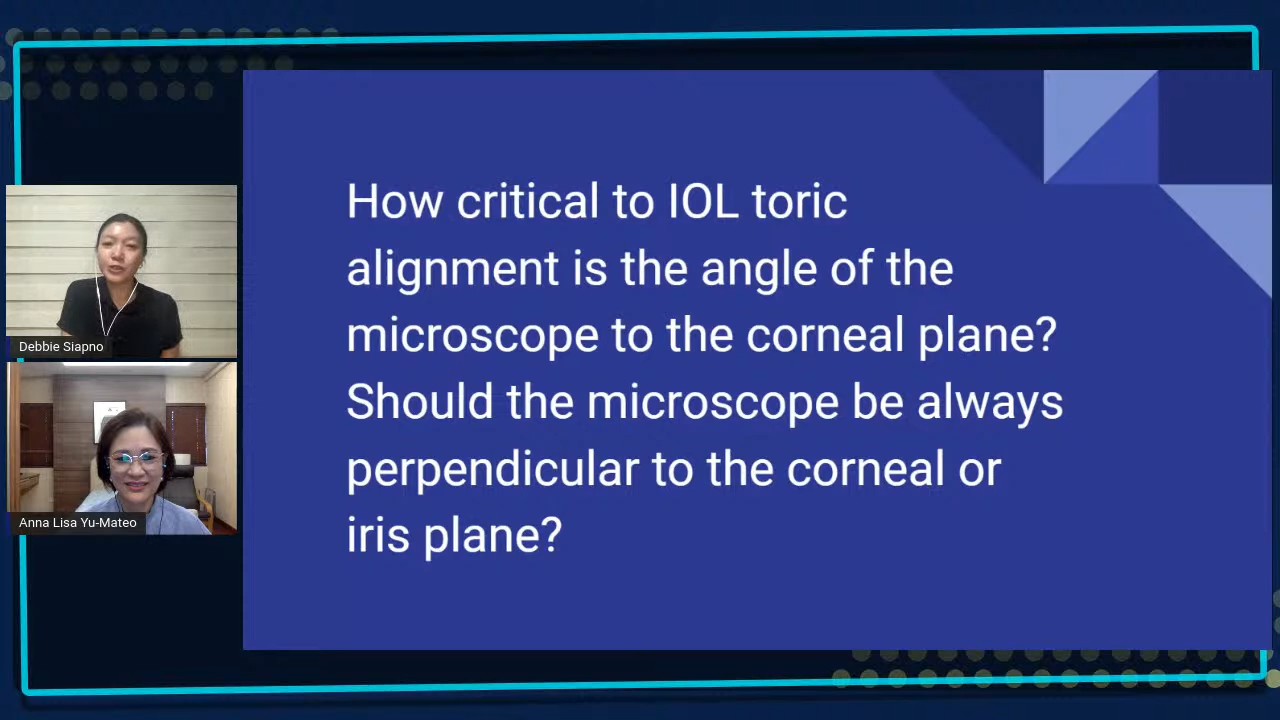 How critical to IOL toric
alignment is the angle of the
microscope to the corneal plane?
Should the microscope be always
perpendicular to the corneal or
iris plane?
Debbie Siapno
Anna Lisa Yu-Mateo